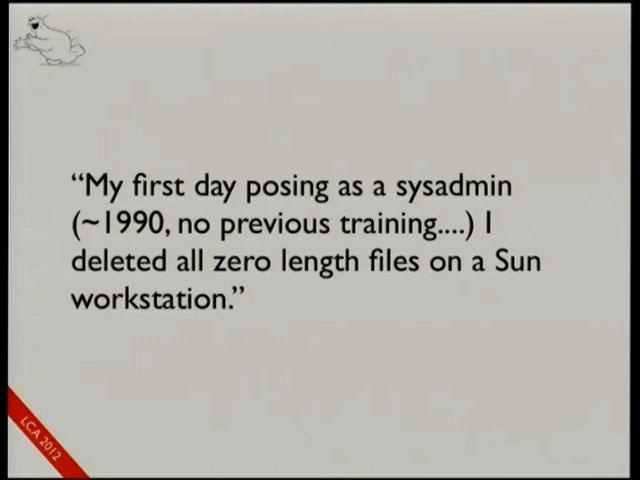 “My first day posing as a sysadmin
(~1990, no previous training....) I
deleted all zero length files on a Sun
workstation.”
LCA 2012